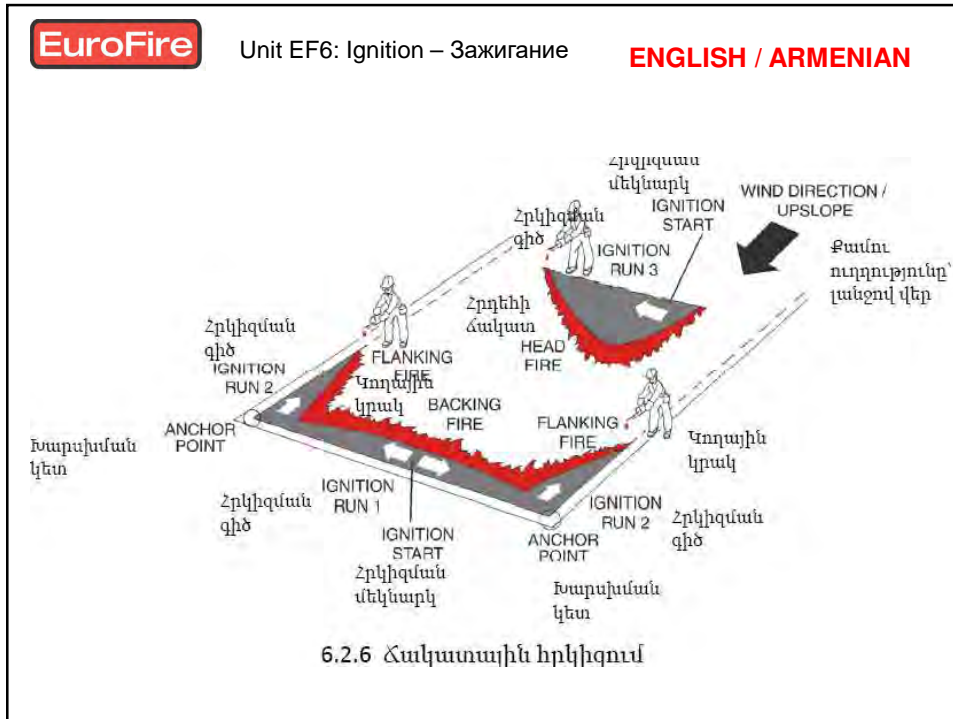 EuroFire
Unit EF6: Ignition – Зажигание
ENGLISH / ARMENIAN
Հրկիզման
մեկնարկ
IGNITION
START
WIND DIRECTION /
UPSLOPE
Քամու
ուղղությունը՝
լանջով վեր
Հրկիզման
գիծ
IGNITION
RUN 3
Հրդեհի
ճակատ
HEAD
FIRE
Հրկիզման
գիծ
IGNITION
RUN 2
FLANKING
FIRE
Կողային
կրակ
BACKING
FIRE
FLANKING
FIRE
Կողային
կրակ
ANCHOR
POINT
Խարսխման
կետ
Հրկիզման
գիծ
IGNITION
RUN 1
IGNITION
START
Հրկիզման
մեկնարկ
IGNITION
RUN 2
Հրկիզման
գիծ
ANCHOR
POINT
Խարսխման
կետ
6.2.6 Ճակատային հրկիզում